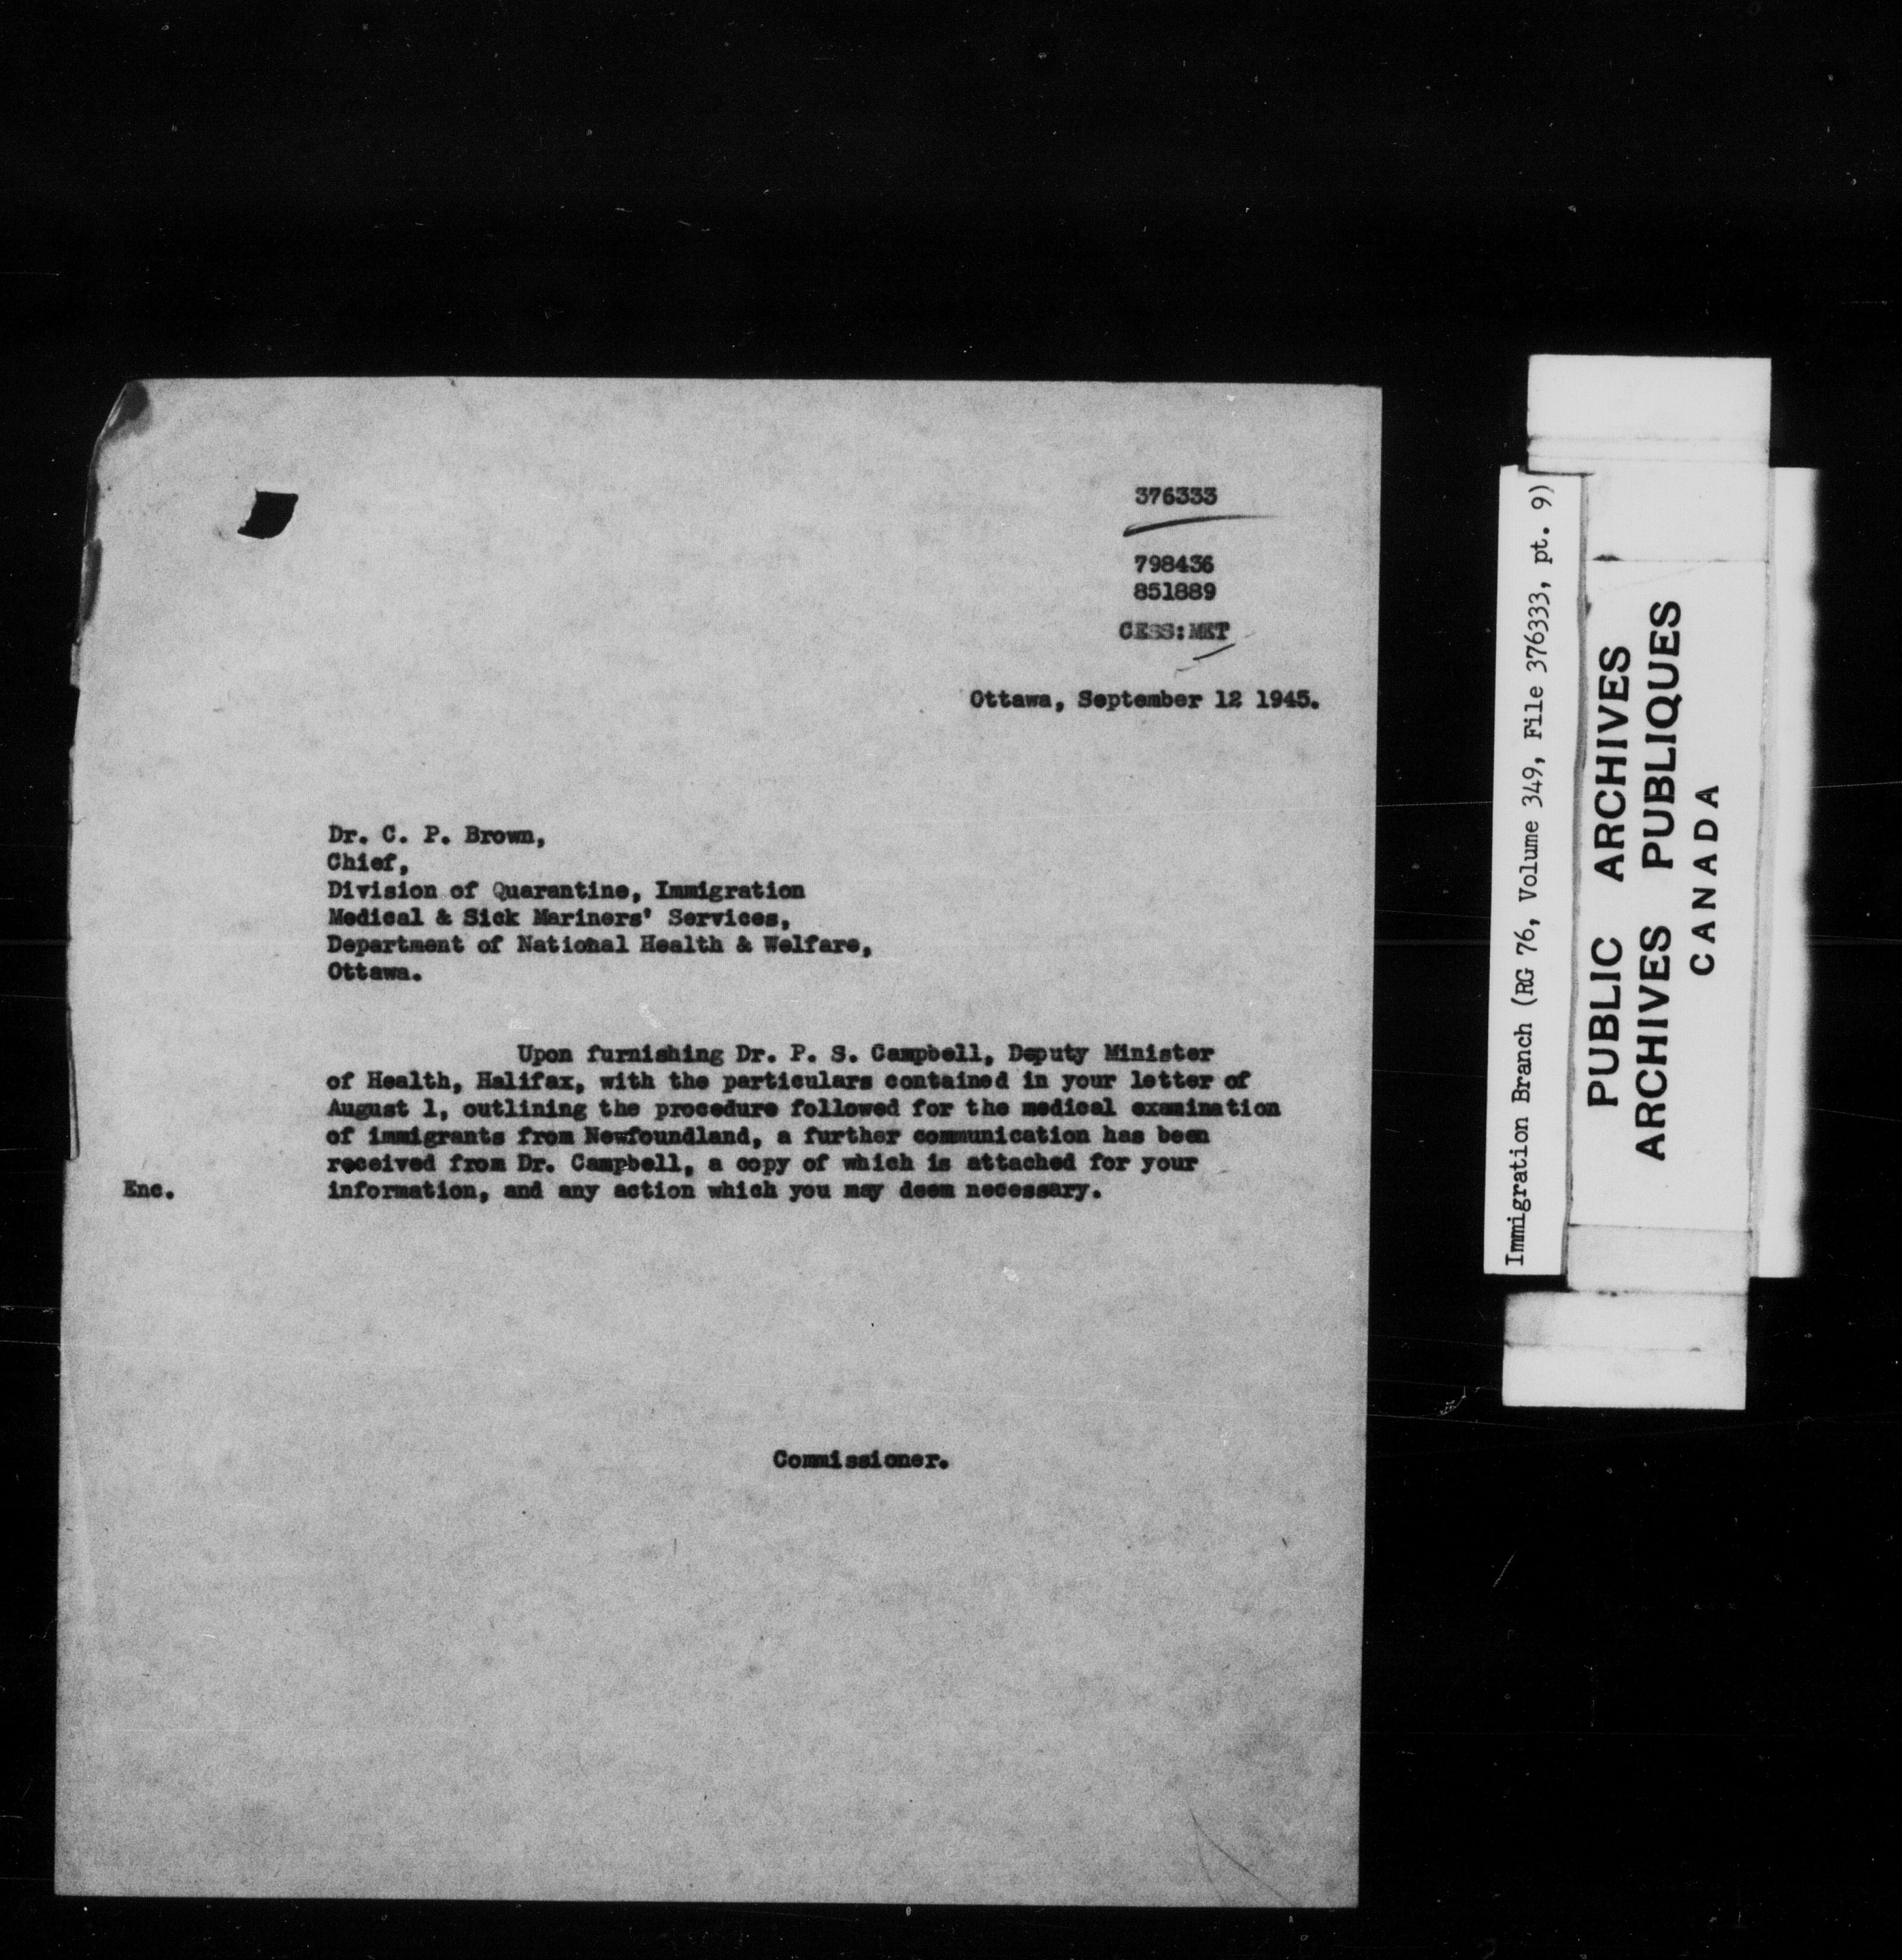 376333
798436
851889
CESS:MET
Ottawa, September 12 1945.
Dr. C. P. Brown,
Chief,
Division of Quarantine, Immigration
Medical & Sick Mariners' Services,
Department of National Health & Welfare,
Ottawa.
Upon furnishing Dr. P. S. Campbell, Deputy Minister
of Health, Halifax, with the particulars contained in your letter of
August 1, outlining the procedure followed for the medical examination
of immigrants from Newfoundland, a further communication has been
received from Dr. Campbell, a copy of which is attached for your
Enc. information, and any action which you may deem necessary.
Commissioner.
Immigration Branch (RG 76, Volume 349, File 376333, pt. 9)
PUBLIC ARCHIVES
ARCHIVES PUBLIQUES
CANADA